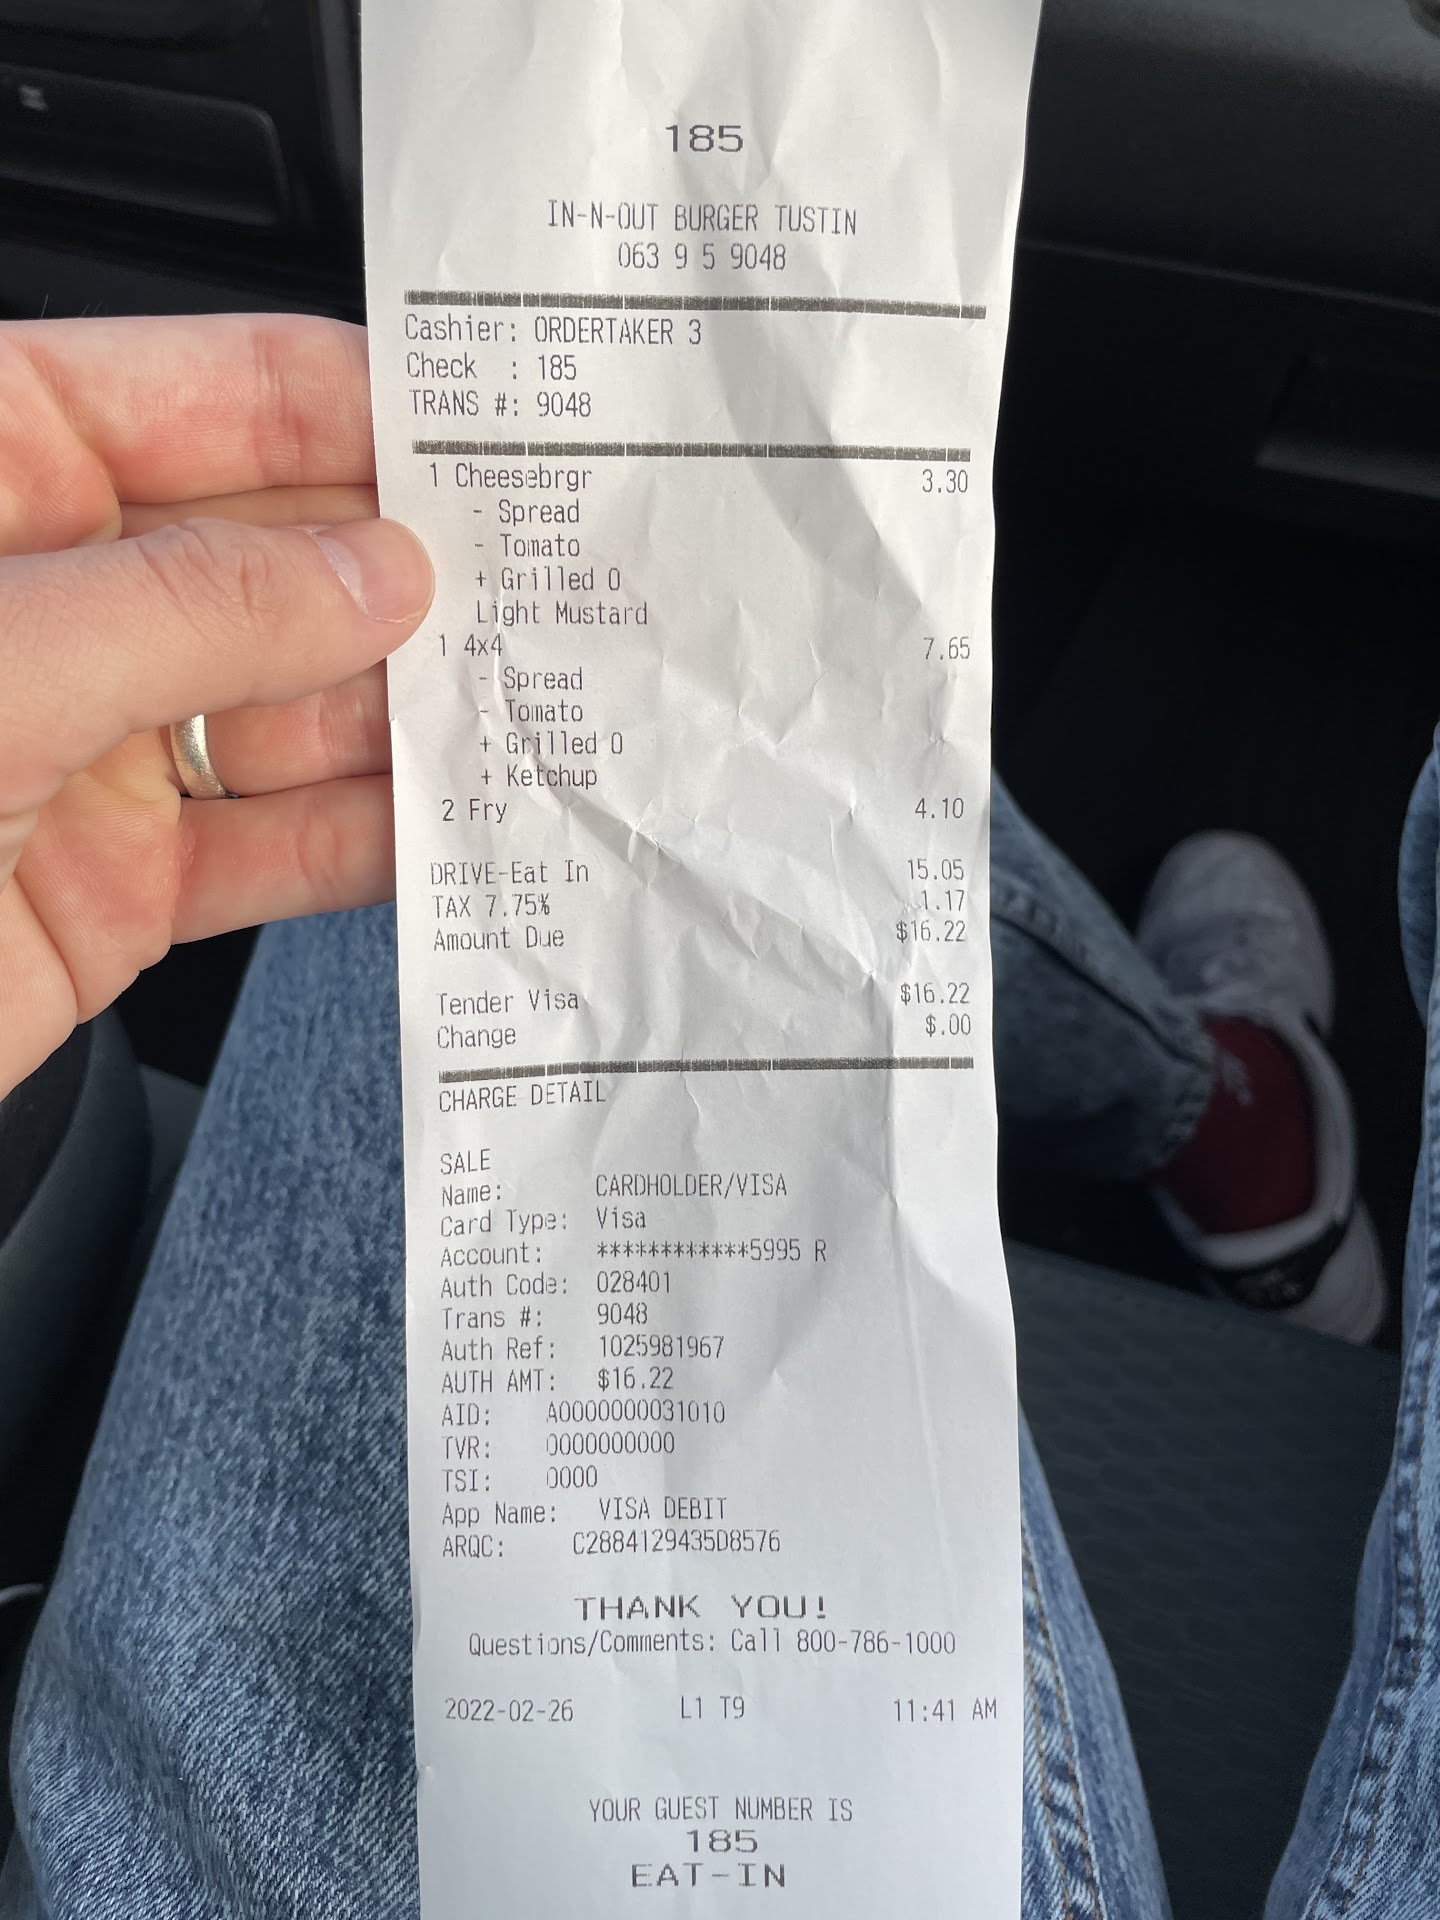 185
IN-N-OUT BURGER TUSTIN
063 9 5 9048
Cashier: ORDERTAKER 3
Check : 185
TRANS #: 9048
1 Cheesebrgr 3.30
- Spread
- Tomato
+ Grilled O
Light Mustard
1 4x4 7.65
- Spread
- Tomato
+ Grilled O
+ Ketchup
2 Fry 4.10
DRIVE-Eat In 15.05
TAX 7.75% 1.17
Amount Due $16.22
Tender Visa $16.22
Change $.00
CHARGE DETAIL
SALE
Name: CARDHOLDER/VISA
Card Type: Visa
Account: ************5995 R
Auth Code: 028401
Trans #: 9048
Auth Ref: 1025981967
AUTH AMT: $16.22
AID: A0000000031010
TVR: 0000000000
TSI: 0000
App Name: VISA DEBIT
ARQC: C2884129435D8576
THANK YOU!
Questions/Comments: Call 800-786-1000
2022-02-26 L1 T9 11:41 AM
YOUR GUEST NUMBER IS
185
EAT-IN